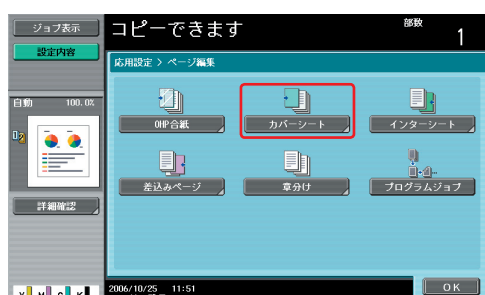 ジョブ表示
設定内容
コピーできます
部数
1
応用設定 > ページ編集
自動 100.0%
OHP合紙
カバーシート
インターシート
差込みページ
章分け
プログラムジョブ
詳細確認
2006/10/25 11:51
OK
Y M C K